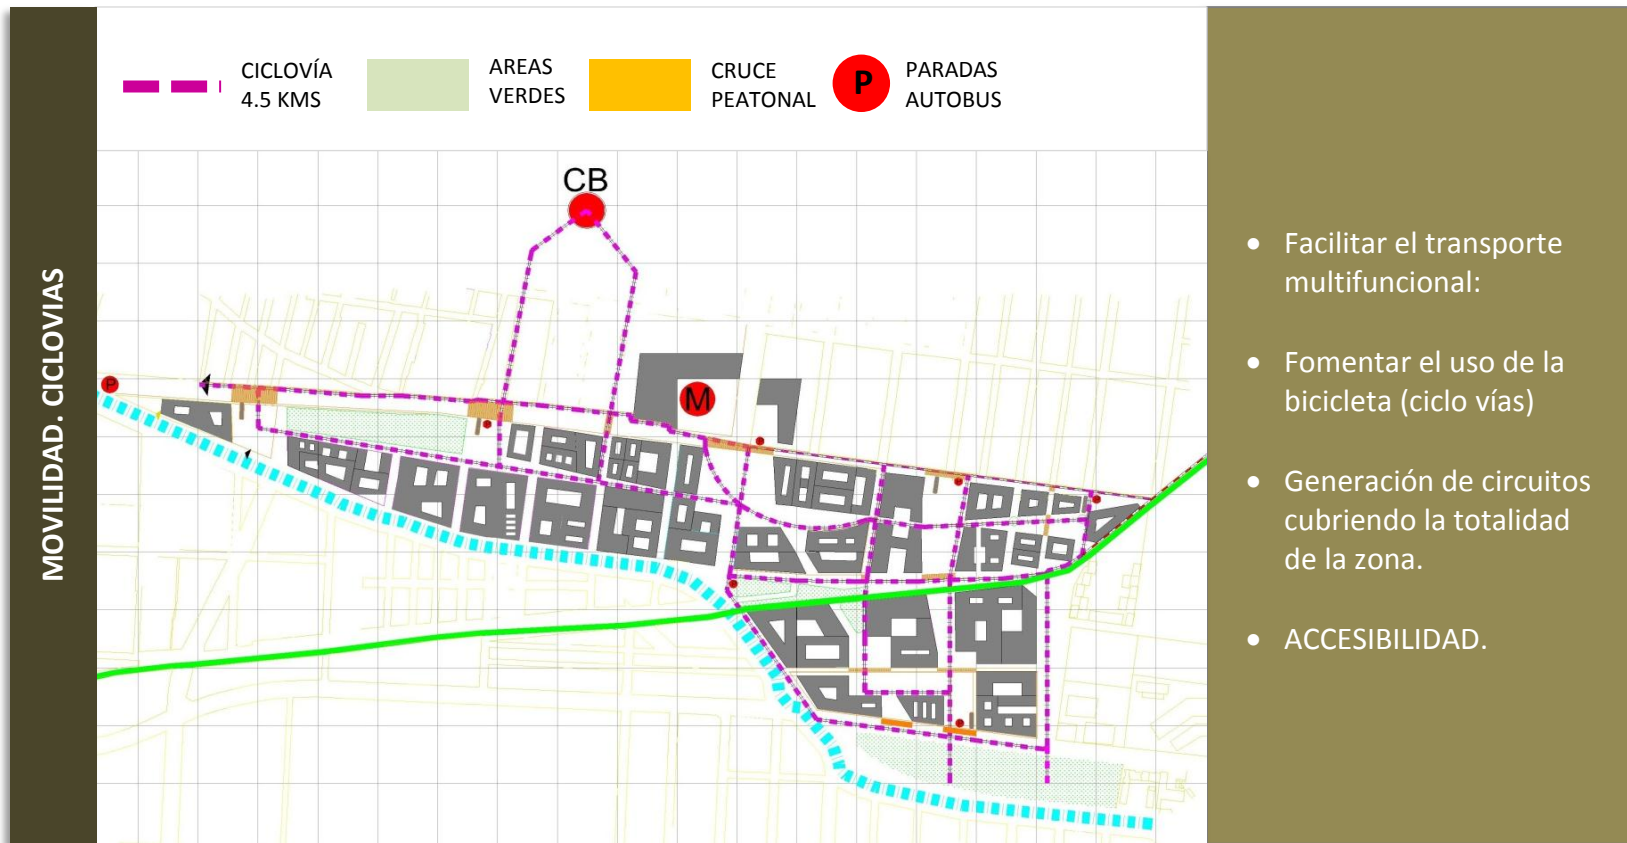 MOVILIDAD. CICLOVIAS
CICLOVÍA
4.5 KMS
AREAS
VERDES
CRUCE
PEATONAL
P
PARADAS
AUTOBUS
CB
M
P
• Facilitar el transporte
multifuncional:
• Fomentar el uso de la
bicicleta (ciclo vías)
• Generación de circuitos
cubriendo la totalidad
de la zona.
• ACCESIBILIDAD.